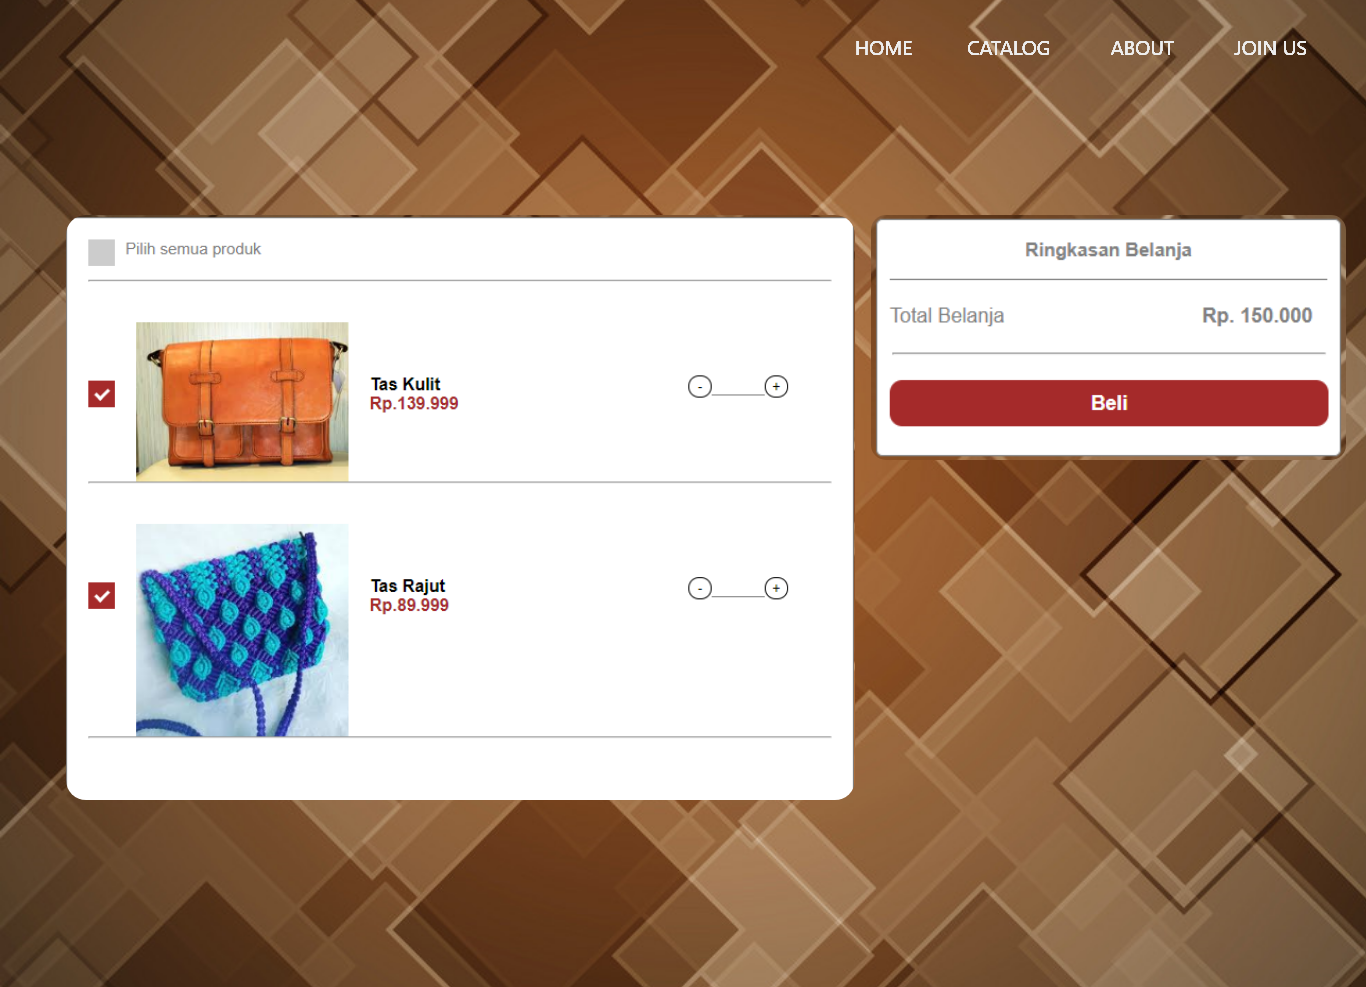 HOME CATALOG ABOUT JOIN US
Pilih semua produk
Tas Kulit
Rp.139.999
- +
Tas Rajut
Rp.89.999
- +
Ringkasan Belanja
Total Belanja Rp. 150.000
Beli